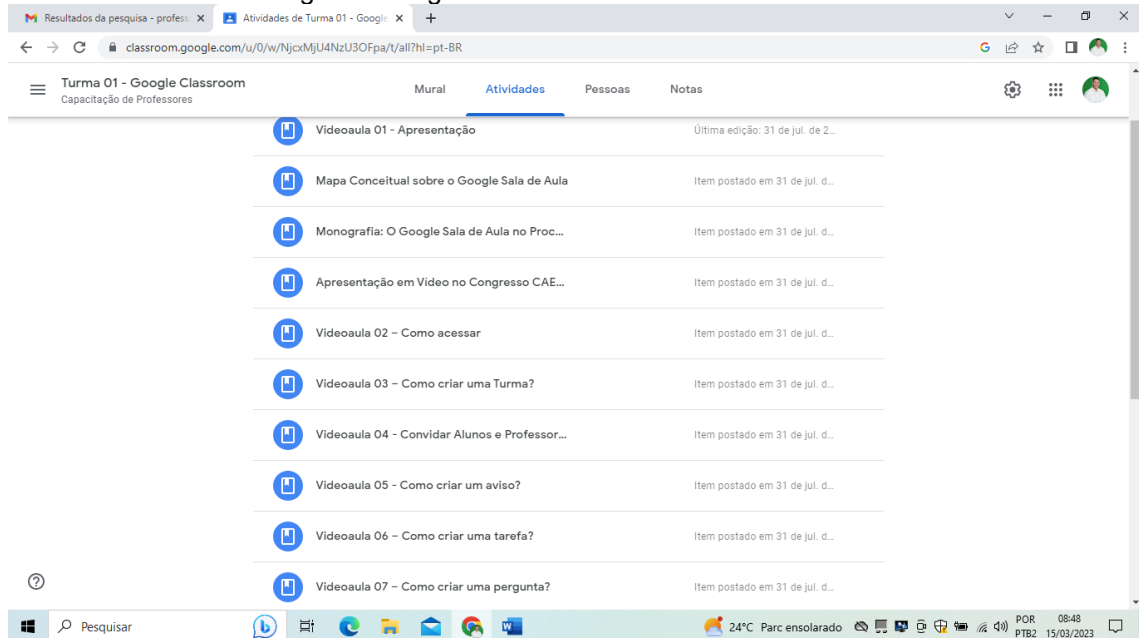 Resultados da pesquisa - profess
Atividades de Turma 01 - Google
classroom.google.com/u/0/w/NjcxMjU4NzU3OFpa/t/all?hl=pt-BR
Turma 01 - Google Classroom
Capacitação de Professores
Mural Atividades Pessoas Notas
Videoaula 01 - Apresentação
Última edição: 31 de jul. de 2...
Mapa Conceitual sobre o Google Sala de Aula
Item postado em 31 de jul. d...
Monografia: O Google Sala de Aula no Proc...
Item postado em 31 de jul. d...
Apresentação em Vídeo no Congresso CAE...
Item postado em 31 de jul. d...
Videoaula 02 – Como acessar
Item postado em 31 de jul. d...
Videoaula 03 – Como criar uma Turma?
Item postado em 31 de jul. d...
Videoaula 04 - Convidar Alunos e Professor...
Item postado em 31 de jul. d...
Videoaula 05 - Como criar um aviso?
Item postado em 31 de jul. d...
Videoaula 06 – Como criar uma tarefa?
Item postado em 31 de jul. d...
Videoaula 07 – Como criar uma pergunta?
Item postado em 31 de jul. d...
Pesquisar
24°C Parc ensolarado
POR
PTB2
08:48
15/03/2023